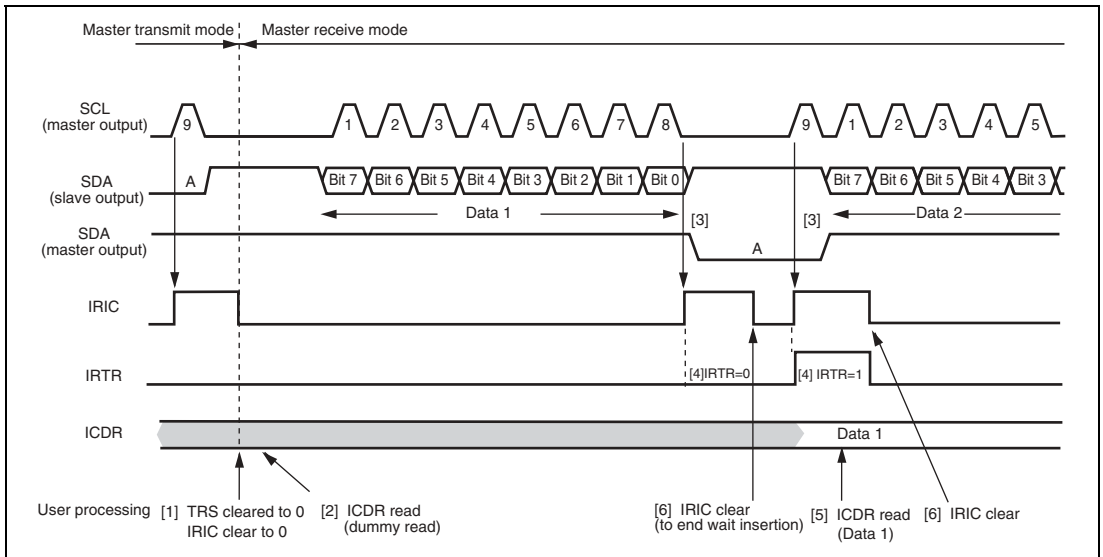 Master transmit mode Master receive mode
SCL
(master output)
9 1 2 3 4 5 6 7 8 9 1 2 3 4 5
SDA
(slave output)
A Bit 7 Bit 6 Bit 5 Bit 4 Bit 3 Bit 2 Bit 1 Bit 0 Bit 7 Bit 6 Bit 5 Bit 4 Bit 3
Data 1 [3] [3] Data 2
SDA
(master output)
A
IRIC
IRTR
[4]IRTR=0 [4] IRTR=1
ICDR
Data 1
User processing [1] TRS cleared to 0
IRIC clear to 0
[2] ICDR read
(dummy read)
[6] IRIC clear
(to end wait insertion)
[5] ICDR read
(Data 1)
[6] IRIC clear